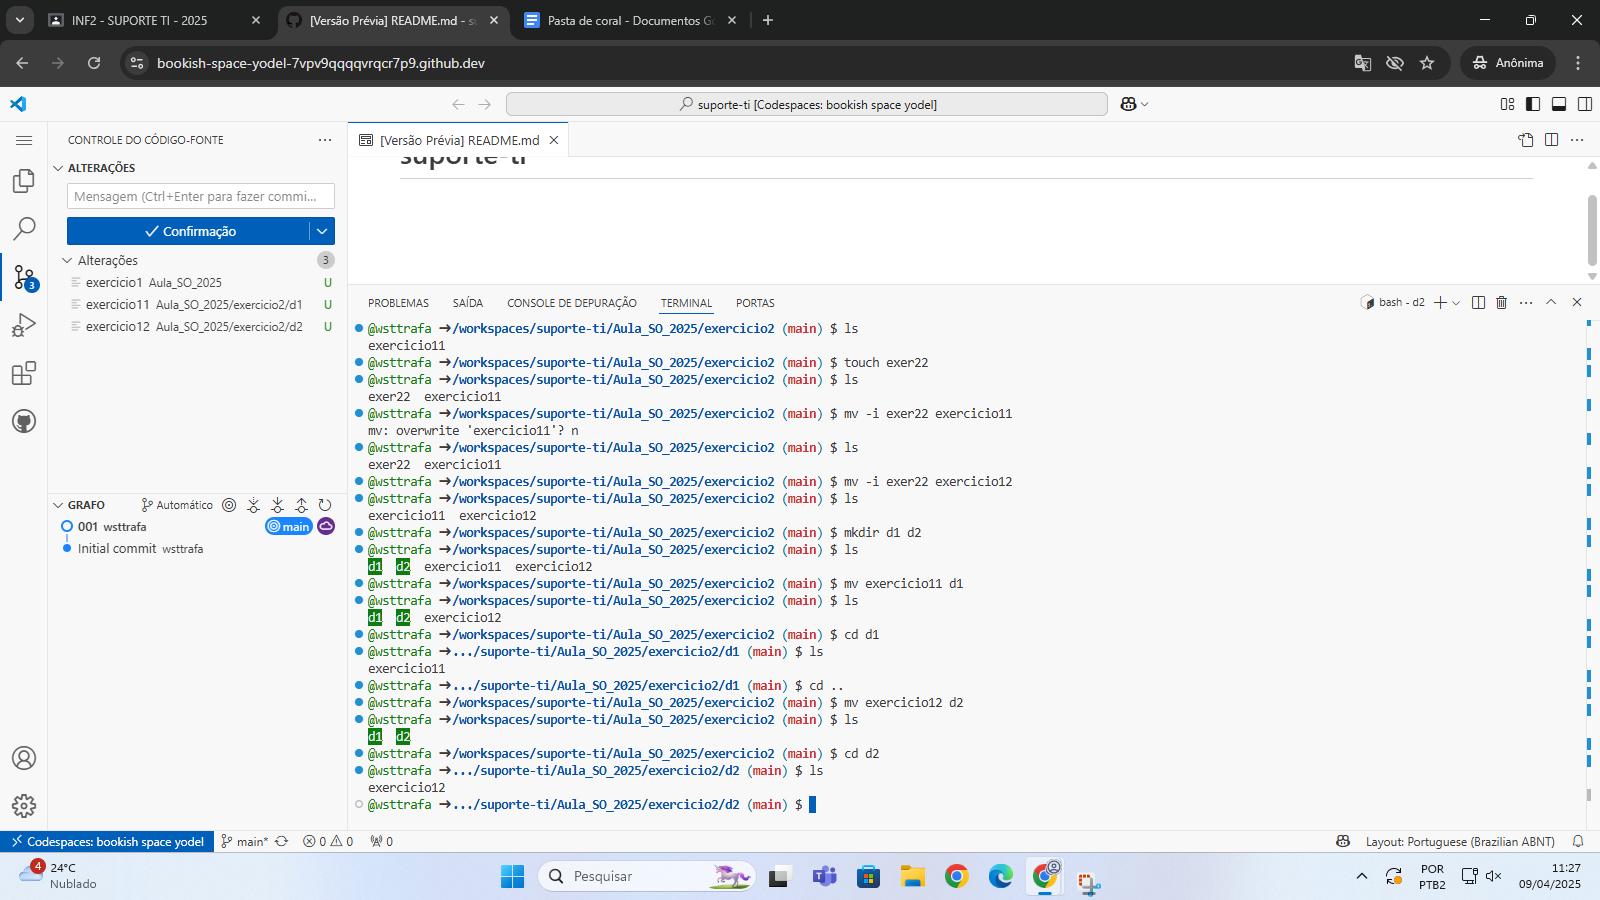 INF2 - SUPORTE TI - 2025
[Versão Prévia] README.md - su
Pasta de coral - Documentos Go
bookish-space-yodel-7vpv9qqqqvrqcr7p9.github.dev
Anônima
suporte-ti [Codespaces: bookish space yodel]
CONTROLE DO CÓDIGO-FONTE
ALTERAÇÕES
Mensagem (Ctrl+Enter para fazer commi...
Confirmação
Alterações 3
exercicio1 Aula_SO_2025 U
exercicio11 Aula_SO_2025/exercicio2/d1 U
exercicio12 Aula_SO_2025/exercicio2/d2 U
3
GRAFO Automático
001 wsttrafa main
Initial commit wsttrafa
[Versão Prévia] README.md
suporte-ti
PROBLEMAS SAÍDA CONSOLE DE DEPURAÇÃO TERMINAL PORTAS
bash - d2
@wsttrafa ➜/workspaces/suporte-ti/Aula_SO_2025/exercicio2 (main) $ ls
exercicio11
@wsttrafa ➜/workspaces/suporte-ti/Aula_SO_2025/exercicio2 (main) $ touch exer22
@wsttrafa ➜/workspaces/suporte-ti/Aula_SO_2025/exercicio2 (main) $ ls
exer22 exercicio11
@wsttrafa ➜/workspaces/suporte-ti/Aula_SO_2025/exercicio2 (main) $ mv -i exer22 exercicio11
mv: overwrite 'exercicio11'? n
@wsttrafa ➜/workspaces/suporte-ti/Aula_SO_2025/exercicio2 (main) $ ls
exer22 exercicio11
@wsttrafa ➜/workspaces/suporte-ti/Aula_SO_2025/exercicio2 (main) $ mv -i exer22 exercicio12
@wsttrafa ➜/workspaces/suporte-ti/Aula_SO_2025/exercicio2 (main) $ ls
exercicio11 exercicio12
@wsttrafa ➜/workspaces/suporte-ti/Aula_SO_2025/exercicio2 (main) $ mkdir d1 d2
@wsttrafa ➜/workspaces/suporte-ti/Aula_SO_2025/exercicio2 (main) $ ls
d1 d2 exercicio11 exercicio12
@wsttrafa ➜/workspaces/suporte-ti/Aula_SO_2025/exercicio2 (main) $ mv exercicio11 d1
@wsttrafa ➜/workspaces/suporte-ti/Aula_SO_2025/exercicio2 (main) $ ls
d1 d2 exercicio12
@wsttrafa ➜/workspaces/suporte-ti/Aula_SO_2025/exercicio2 (main) $ cd d1
@wsttrafa ➜.../suporte-ti/Aula_SO_2025/exercicio2/d1 (main) $ ls
exercicio11
@wsttrafa ➜.../suporte-ti/Aula_SO_2025/exercicio2/d1 (main) $ cd ..
@wsttrafa ➜/workspaces/suporte-ti/Aula_SO_2025/exercicio2 (main) $ mv exercicio12 d2
@wsttrafa ➜/workspaces/suporte-ti/Aula_SO_2025/exercicio2 (main) $ ls
d1 d2
@wsttrafa ➜/workspaces/suporte-ti/Aula_SO_2025/exercicio2 (main) $ cd d2
@wsttrafa ➜.../suporte-ti/Aula_SO_2025/exercicio2/d2 (main) $ ls
exercicio12
@wsttrafa ➜.../suporte-ti/Aula_SO_2025/exercicio2/d2 (main) $
Codespaces: bookish space yodel main* 0 0 0 Layout: Portuguese (Brazilian ABNT)
4
24°C
Nublado
Pesquisar
POR
PTB2
11:27
09/04/2025